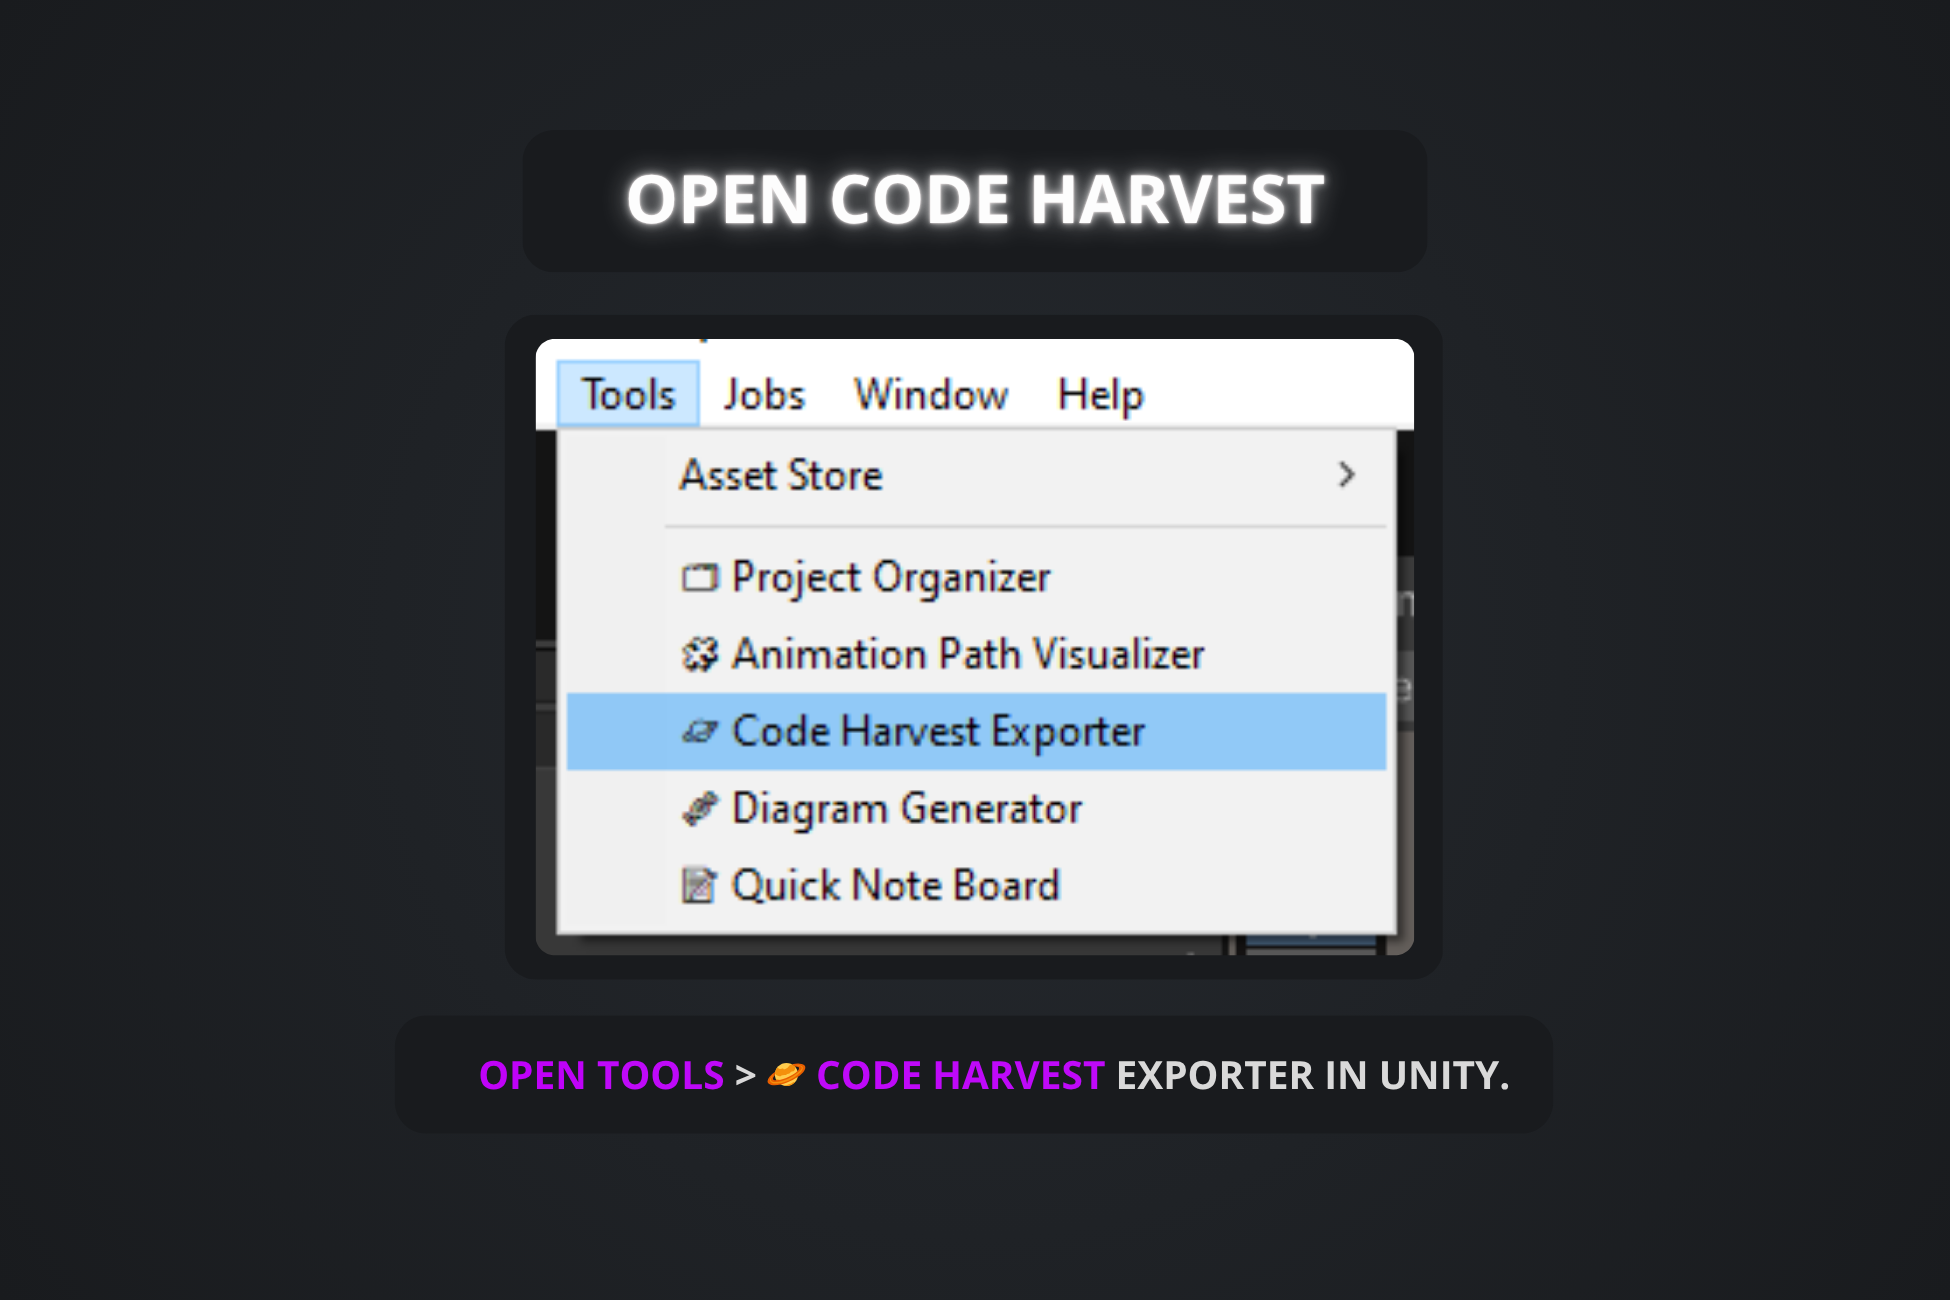 OPEN CODE HARVEST
Tools Jobs Window Help
Asset Store
Project Organizer
Animation Path Visualizer
Code Harvest Exporter
Diagram Generator
Quick Note Board
OPEN TOOLS > 🪐 CODE HARVEST EXPORTER IN UNITY.